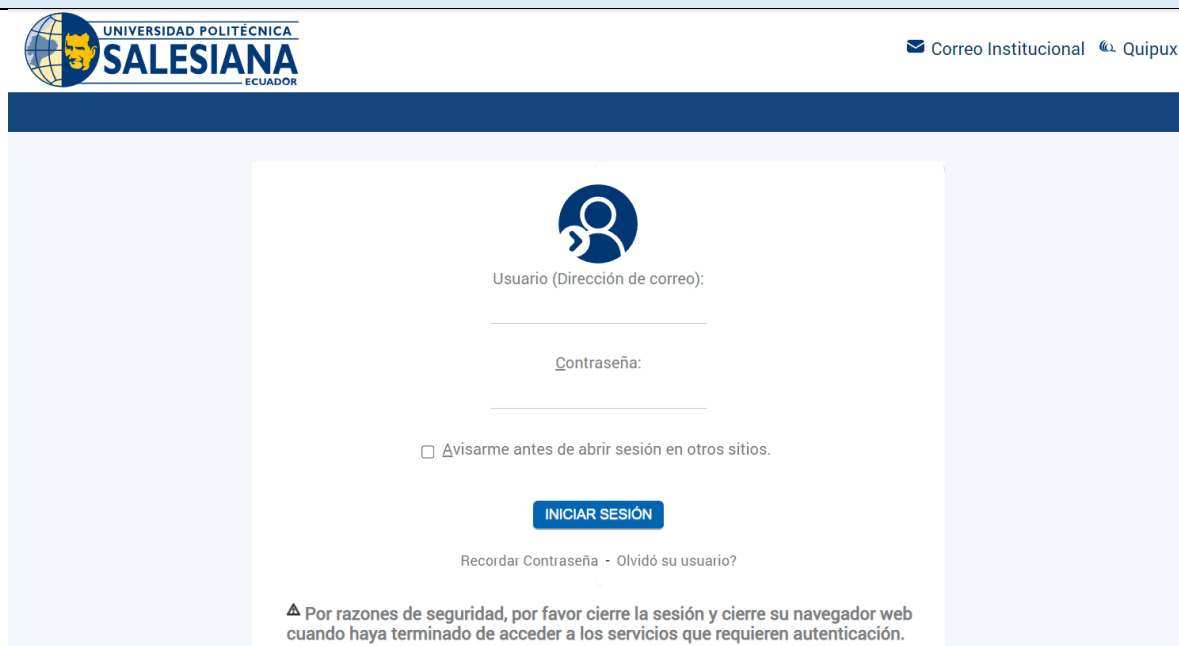 UNIVERSIDAD POLITÉCNICA
SALESIANA
ECUADOR
Correo Institucional Quipux
Usuario (Dirección de correo):
Contraseña:
Avisarme antes de abrir sesión en otros sitios.
INICIAR SESIÓN
Recordar Contraseña - Olvidó su usuario?
Por razones de seguridad, por favor cierre la sesión y cierre su navegador web
cuando haya terminado de acceder a los servicios que requieren autenticación.